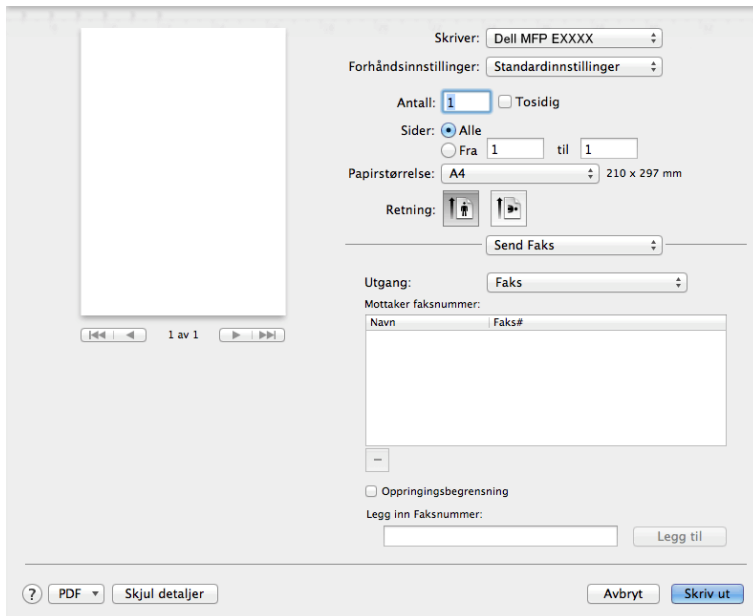 Skriver: Dell MFP EXXXX
Forhåndsinnstillinger: Standardinnstillinger
Antall: 1 Tosidig
Sider: Alle
Fra 1 til 1
Papirstørrelse: A4 210 x 297 mm
Retning:
Send Faks
Utgang: Faks
Mottaker faksnummer:
Navn Faks#
1 av 1
Oppringingsbegrensning
Legg inn Faksnummer:
Legg til
? PDF Skjul detaljer Avbryt Skriv ut